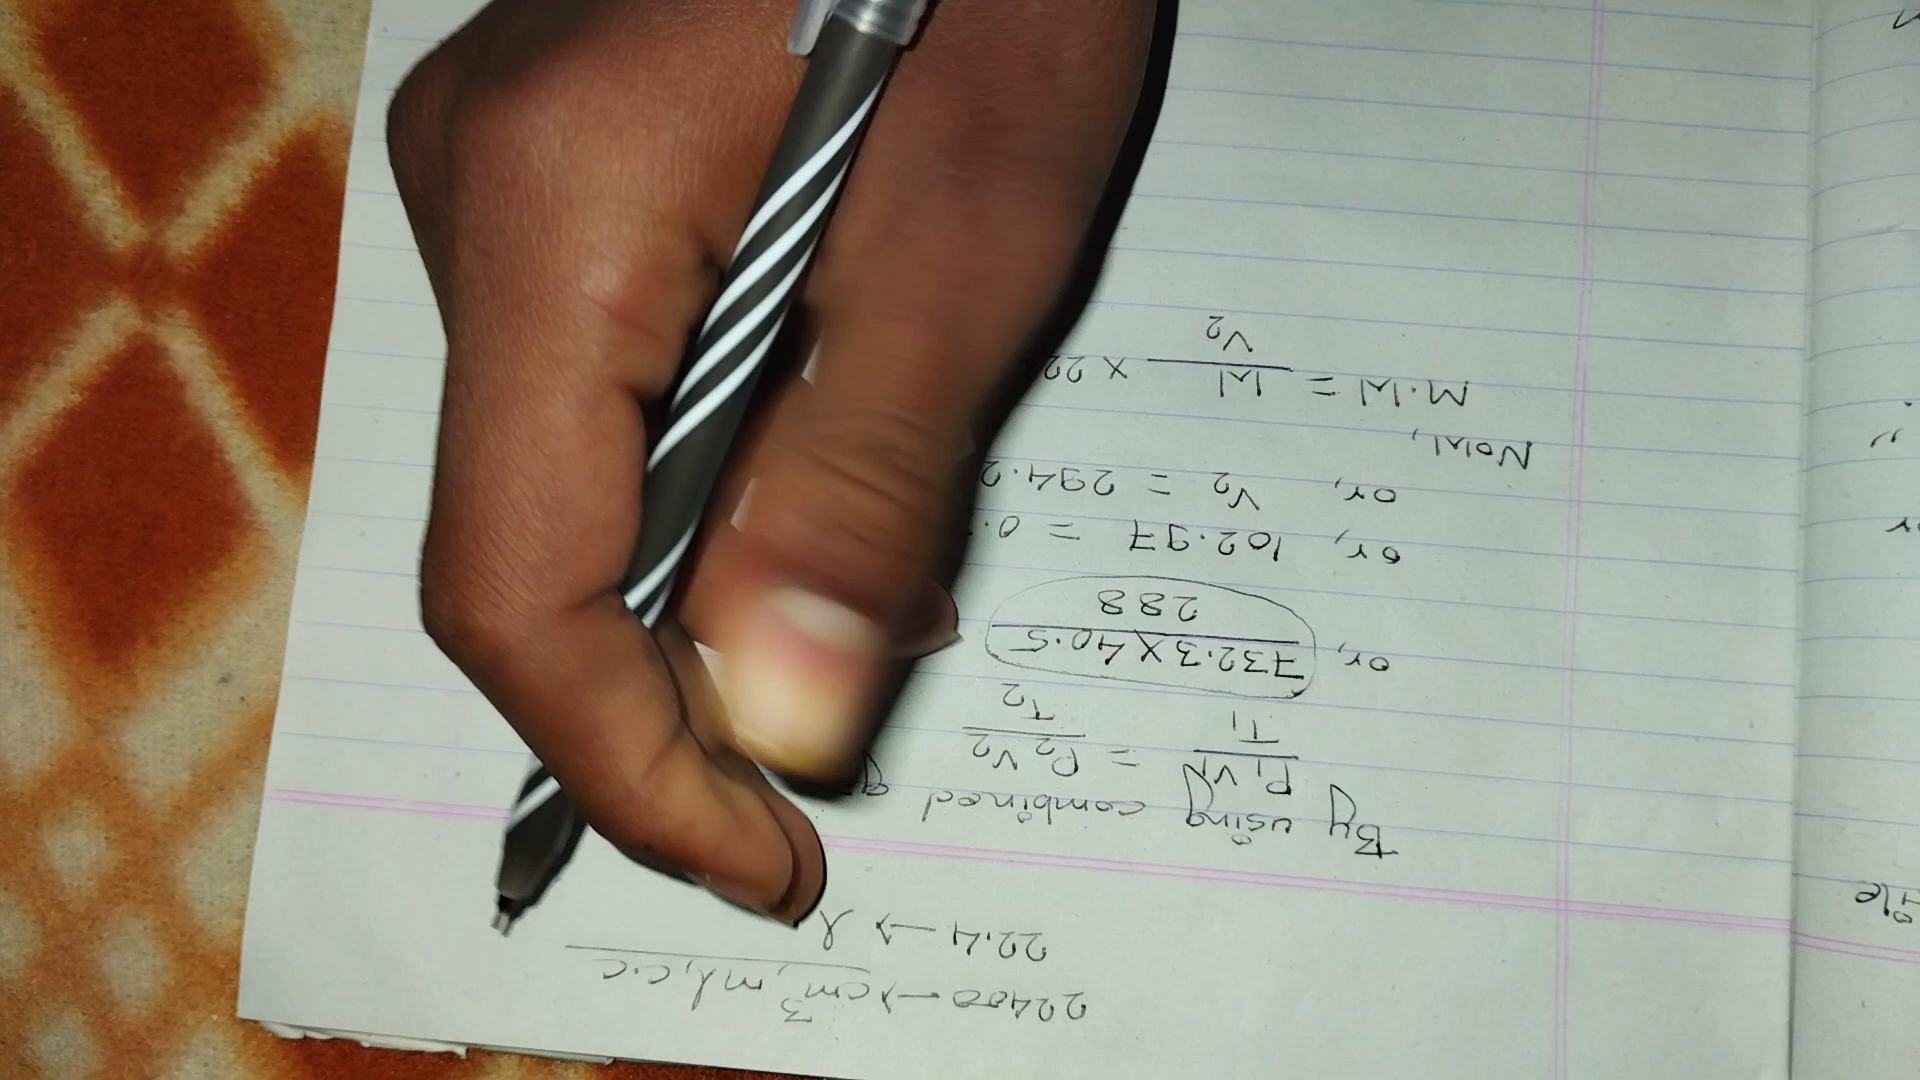 22400 → cm³, ml, c.c
22.4 → l
By using combined
P₁V₁/T₁ = P₂V₂/T₂
or, 732.3 × 40.5/288
or, 102.97 = 0.
or, V₂ = 294.2
Now,
M.W = W/V₂ × 22